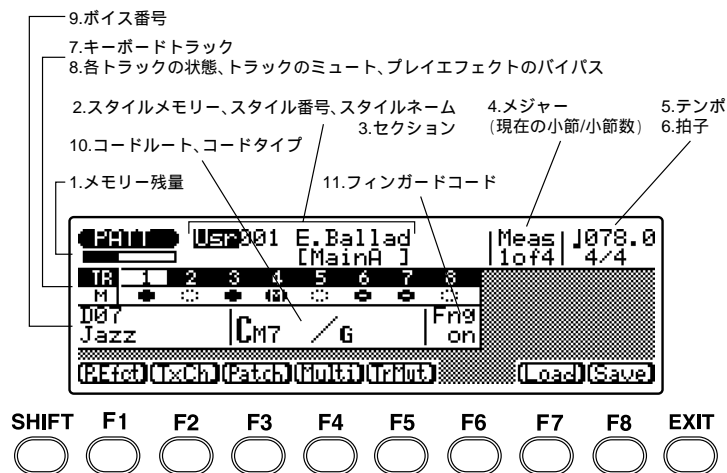 9.ボイス番号
7.キーボードトラック
8.各トラックの状態、トラックのミュート、プレイエフェクトのバイパス
2.スタイルメモリー、スタイル番号、スタイルネーム
3.セクション
4.メジャー
(現在の小節/小節数)
5.テンポ
6.拍子
10.コードルート、コードタイプ
1.メモリー残量
11.フィンガードコード
PATT Usr001 E.Ballad Meas ♩078.0
[MainA ] 1of4 4/4
TR 1 2 3 4 5 6 7 8
M
D07 Fng
Jazz CM7 /G on
(P.Efct)(TxCh)(Patch)(Multi)(TrMut) (Load)(Save)
SHIFT F1 F2 F3 F4 F5 F6 F7 F8 EXIT